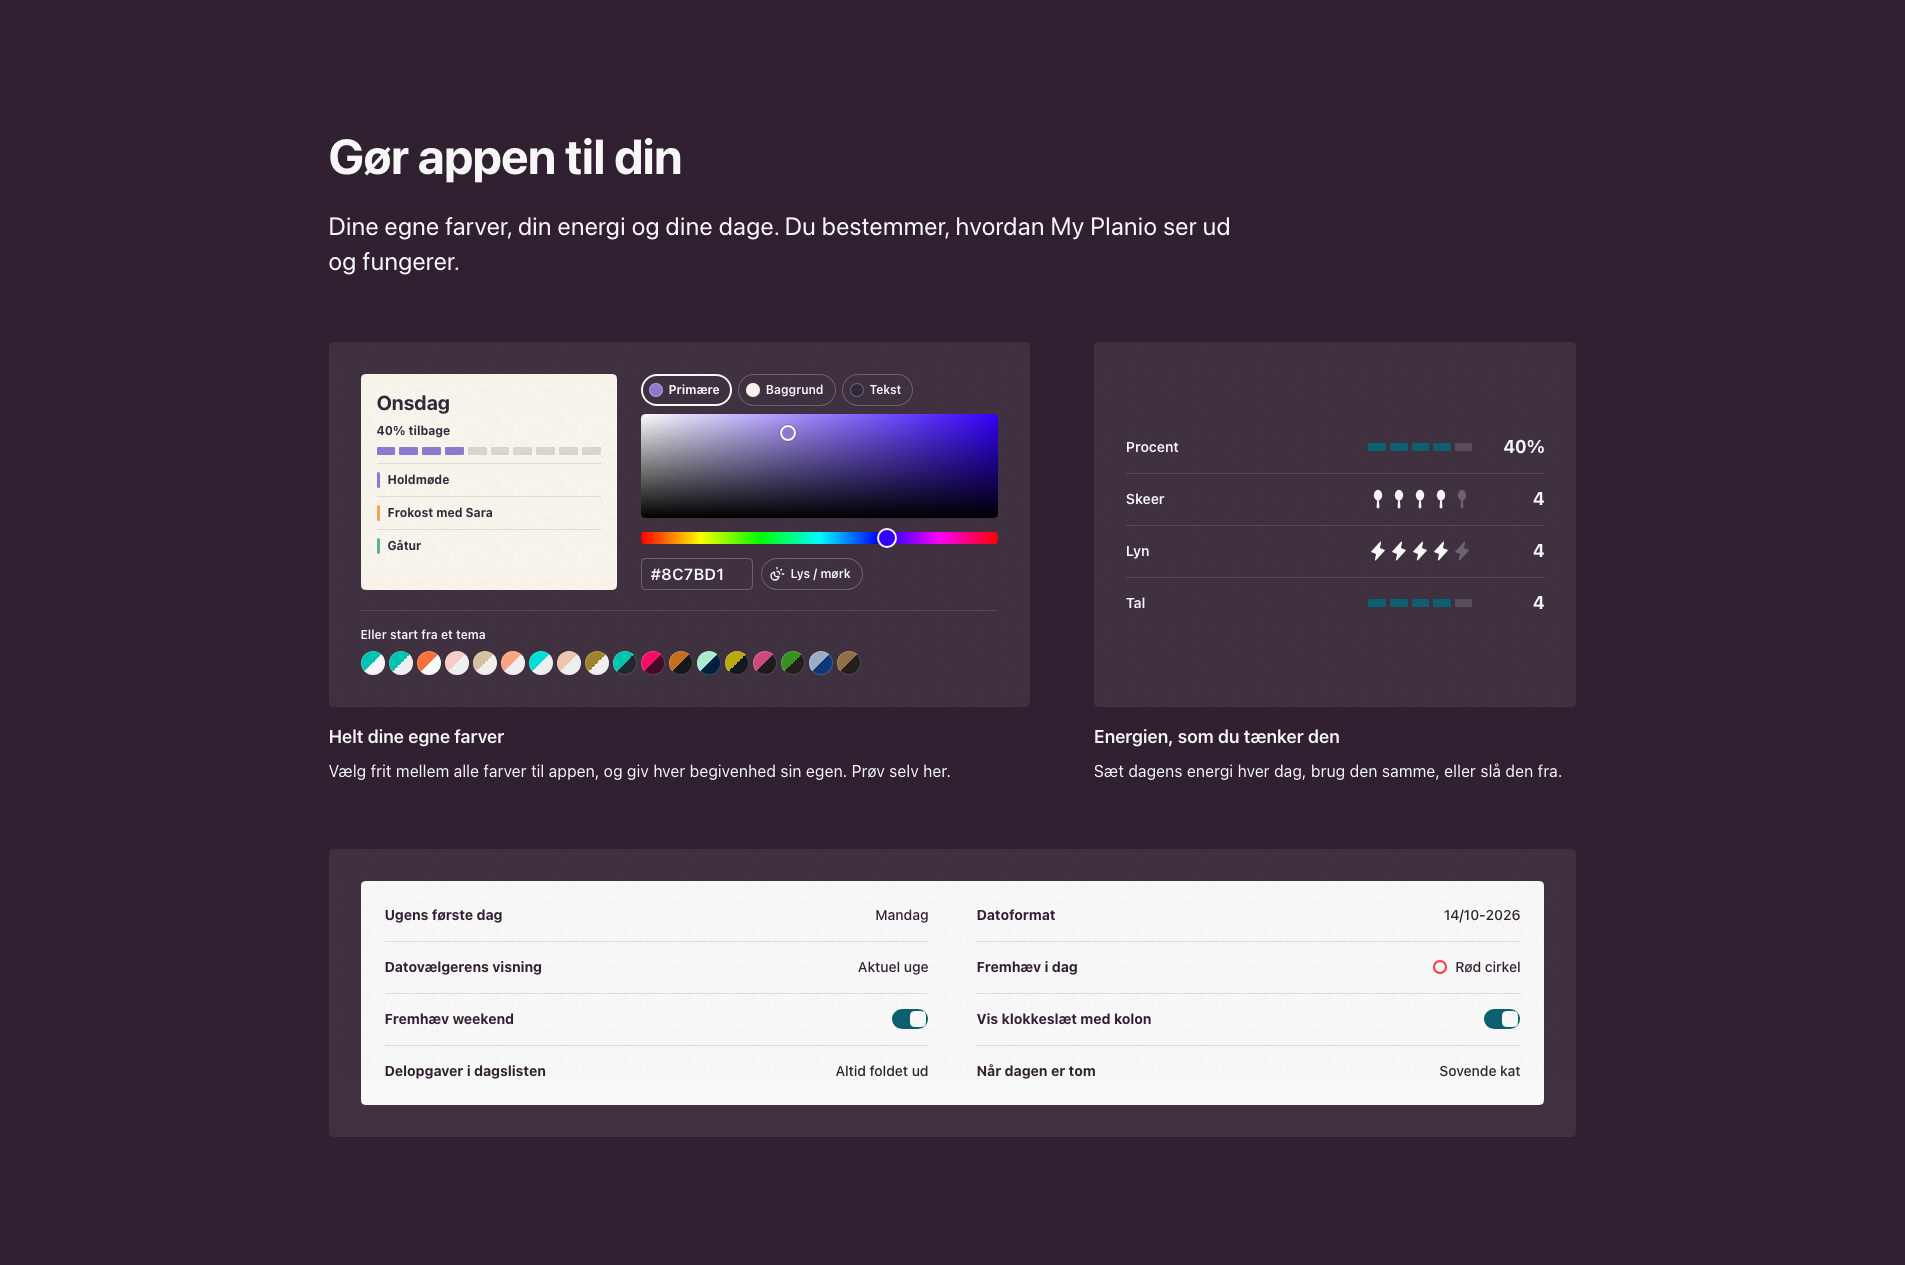 Gør appen til din
Dine egne farver, din energi og dine dage. Du bestemmer, hvordan My Planio ser ud
og fungerer.
Onsdag
40% tilbage
Holdmøde
Frokost med Sara
Gåtur
Primære
Baggrund
Tekst
#8C7BD1
Lys / mørk
Eller start fra et tema
Helt dine egne farver
Vælg frit mellem alle farver til appen, og giv hver begivenhed sin egen. Prøv selv her.
Procent 40%
Skeer 4
Lyn 4
Tal 4
Energien, som du tænker den
Sæt dagens energi hver dag, brug den samme, eller slå den fra.
Ugens første dag Mandag
Datovælgerens visning Aktuel uge
Fremhæv weekend
Delopgaver i dagslisten Altid foldet ud
Datoformat 14/10-2026
Fremhæv i dag Rød cirkel
Vis klokkeslæt med kolon
Når dagen er tom Sovende kat